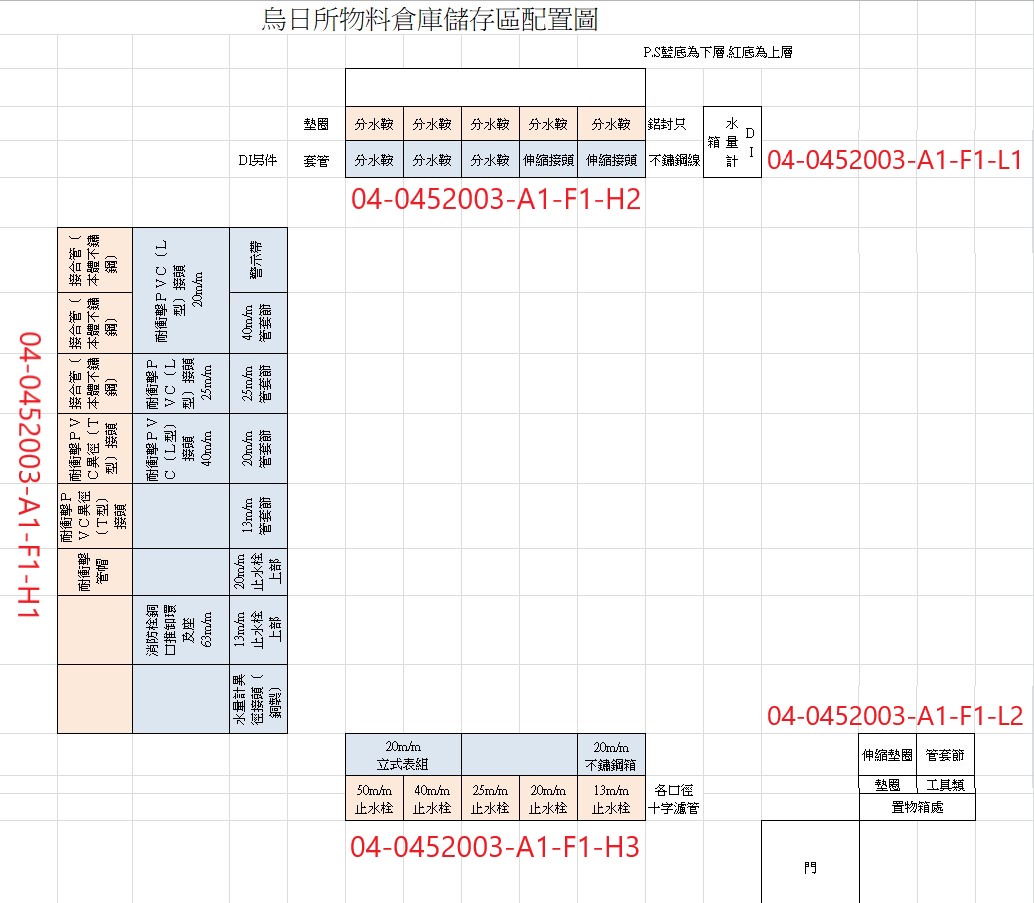 烏日所物料倉庫儲存區配置圖
P.S藍底為下層.紅底為上層
墊圈
分水鞍
分水鞍
分水鞍
分水鞍
分水鞍
鋁封只
DI另件
套管
分水鞍
分水鞍
分水鞍
伸縮接頭
伸縮接頭
不鏽鋼線
DI
水量計
箱
04-0452003-A1-F1-L1
04-0452003-A1-F1-H2
接合管（
本體不鏽
鋼）
耐衝擊ＰＶＣ（Ｌ
型）接頭
20m/m
警示帶
接合管（
本體不鏽
鋼）
40m/m
管套節
接合管（
本體不鏽
鋼）
耐衝擊Ｐ
ＶＣ（Ｌ
型）接頭
25m/m
25m/m
管套節
耐衝擊ＰＶ
Ｃ異徑（Ｔ
型）接頭
耐衝擊ＰＶ
Ｃ（Ｌ型）
接頭
40m/m
20m/m
管套節
耐衝擊Ｐ
ＶＣ異徑
（Ｔ型）
接頭
13m/m
管套節
耐衝擊
管帽
20m/m
止水栓
上部
消防栓銅
口推卸環
及座
63m/m
13m/m
止水栓
上部
水量計異
徑接頭（
銅製）
04-0452003-A1-F1-H1
04-0452003-A1-F1-L2
20m/m
立式表組
20m/m
不鏽鋼箱
50m/m
止水栓
40m/m
止水栓
25m/m
止水栓
20m/m
止水栓
13m/m
止水栓
各口徑
十字濾管
伸縮墊圈
管套節
墊圈
工具類
置物箱處
04-0452003-A1-F1-H3
門